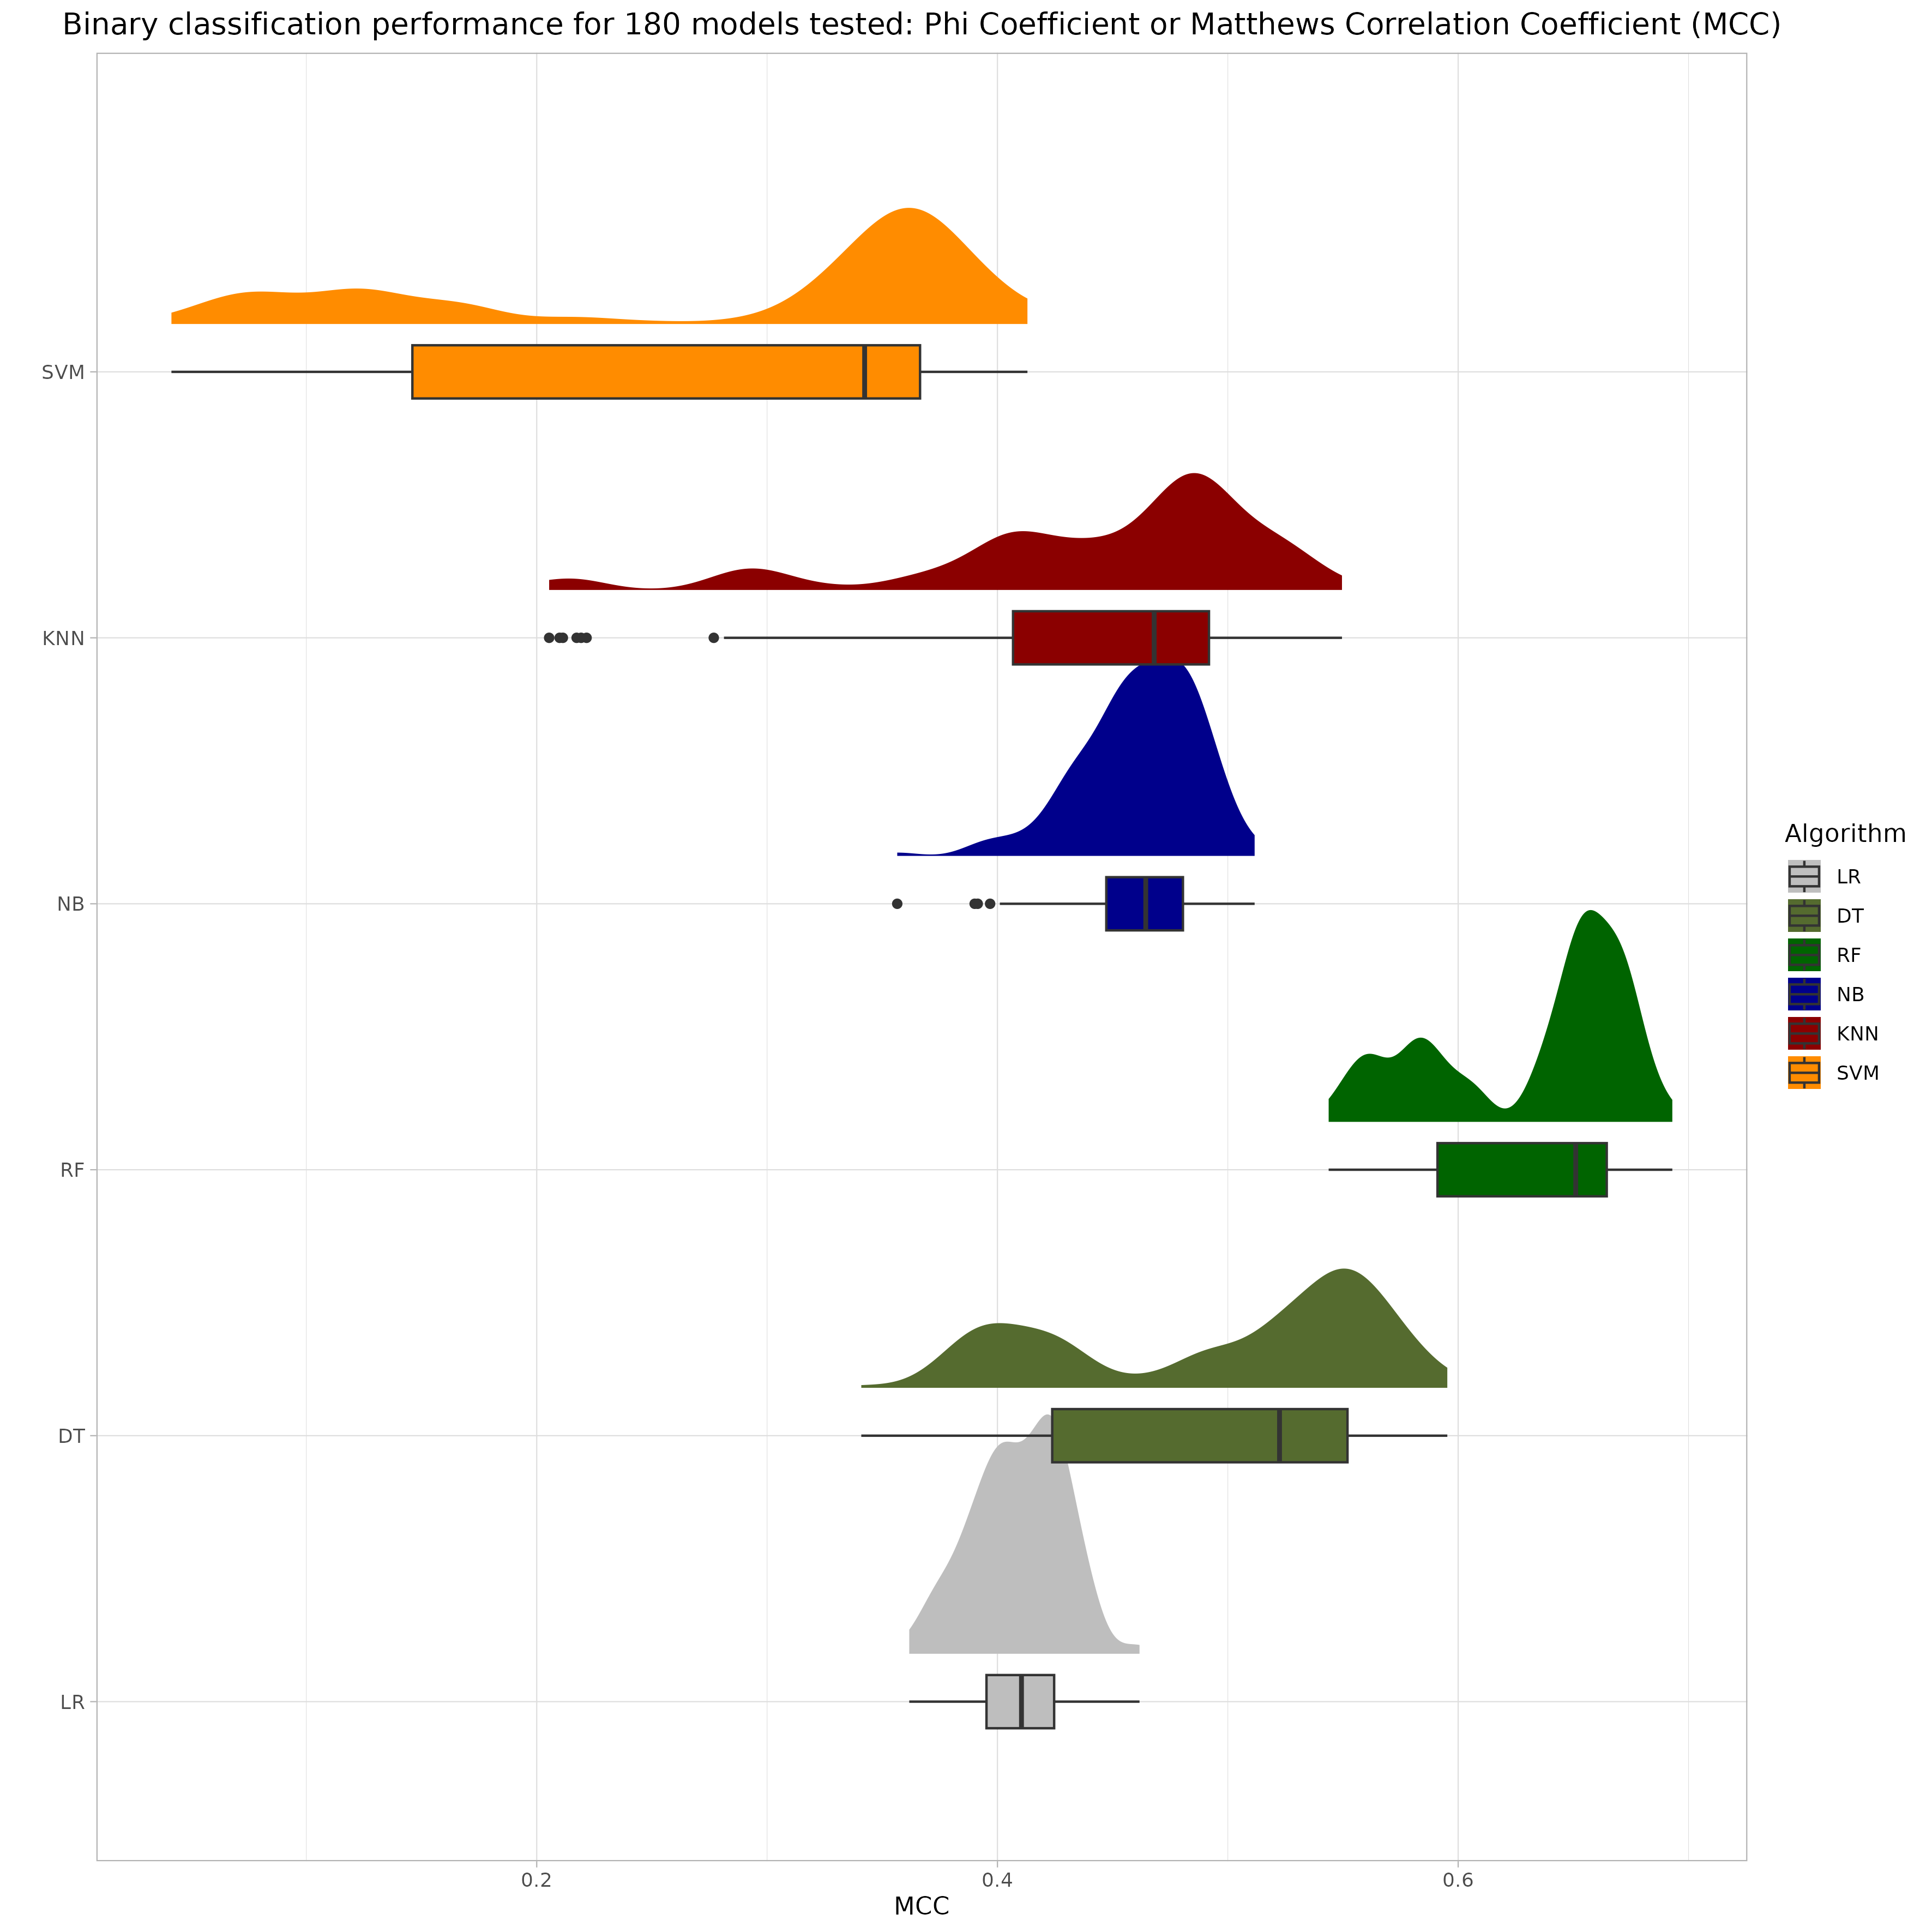 Binary classification performance for 180 models tested: Phi Coefficient or Matthews Correlation Coefficient (MCC)
SVM
KNN
NB
RF
DT
LR
0.2
0.4
0.6
MCC
Algorithm
LR
DT
RF
NB
KNN
SVM